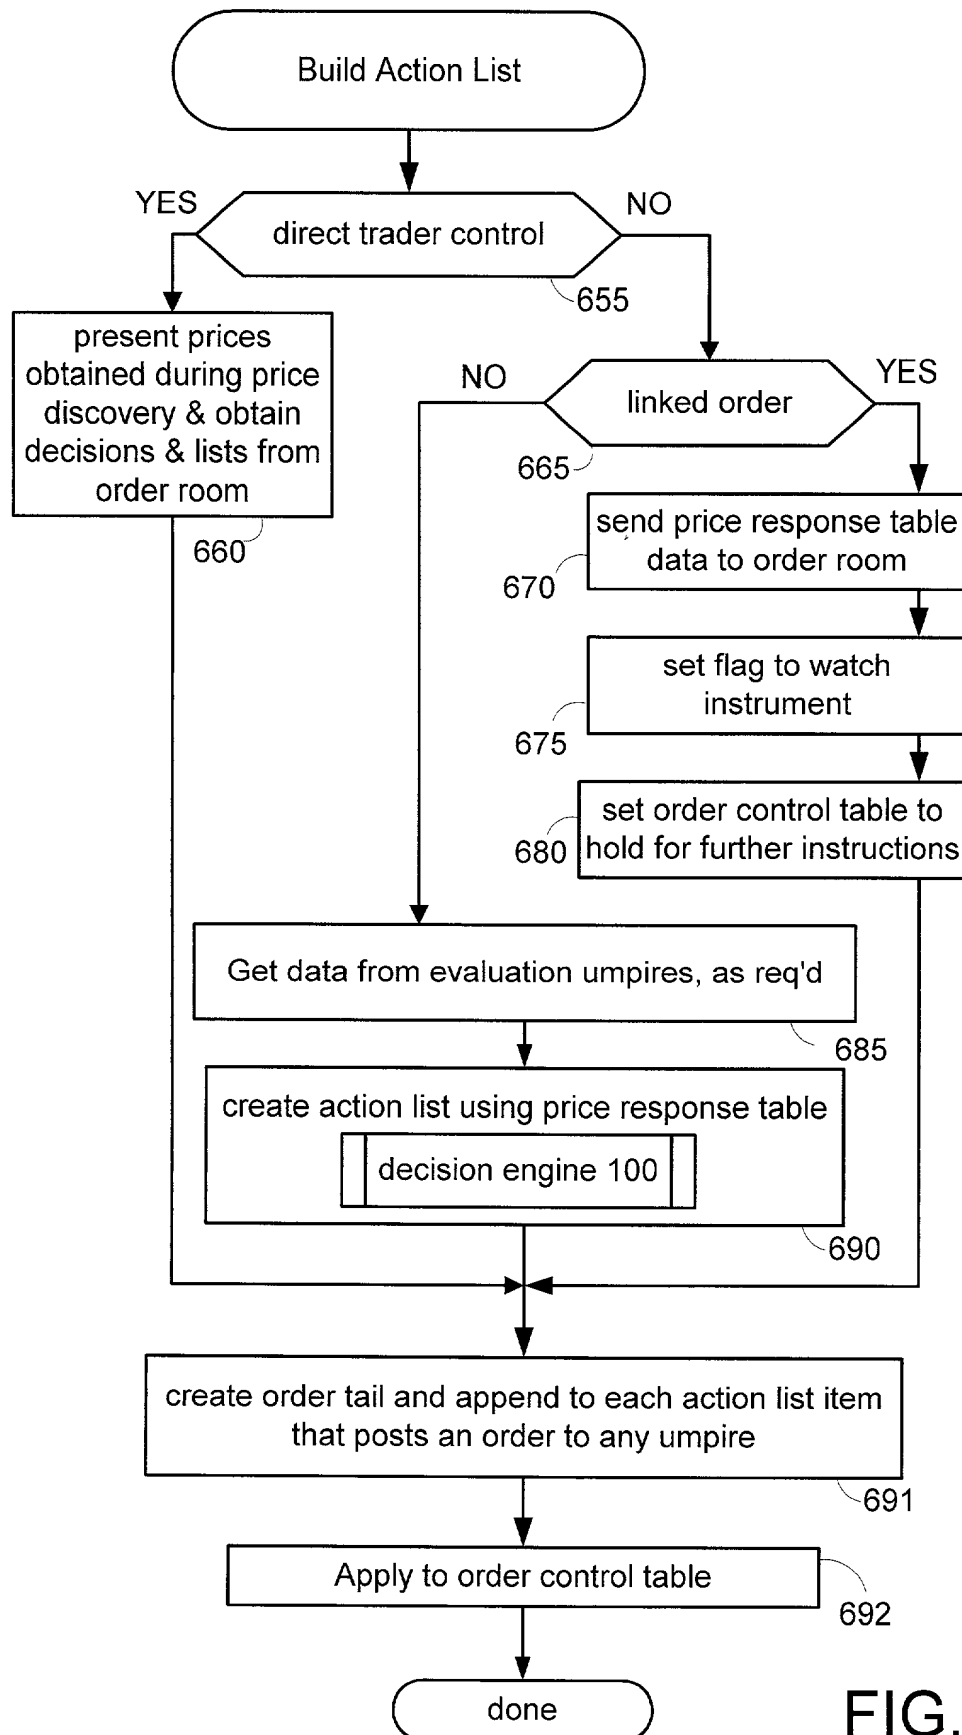 Build Action List
YES
NO
direct trader control
655
present prices
obtained during price
discovery & obtain
decisions & lists from
order room
660
NO
YES
linked order
665
send price response table
data to order room
670
set flag to watch
instrument
675
set order control table to
hold for further instructions
680
Get data from evaluation umpires, as req'd
685
create action list using price response table
decision engine 100
690
create order tail and append to each action list item
that posts an order to any umpire
691
Apply to order control table
692
done
FIG.